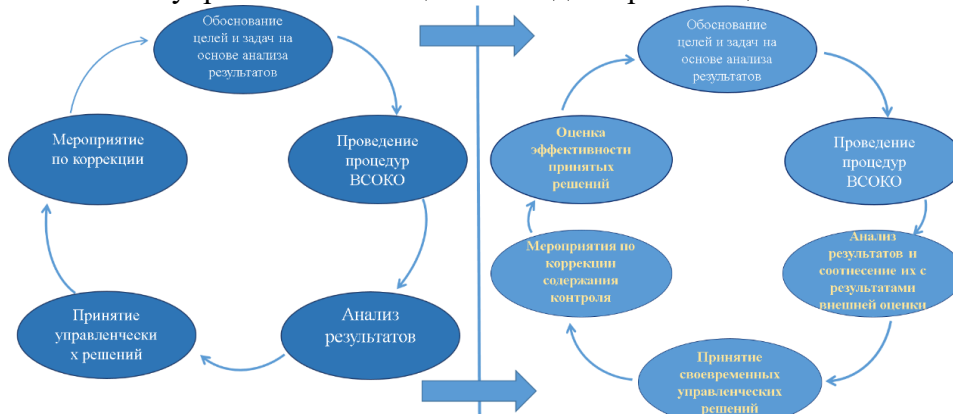 Обоснование
целей и задач на
основе анализа
результатов
Проведение
процедур
ВСОКО
Анализ
результатов
Принятие
управленчески
х решений
Мероприятие
по коррекции
Обоснование
целей и задач на
основе анализа
результатов
Проведение
процедур
ВСОКО
Анализ
результатов и
соотнесение их с
результатами
внешней оценки
Принятие
своевременных
управленческих
решений
Мероприятия по
коррекции
содержания
контроля
Оценка
эффективности
принятых
решений